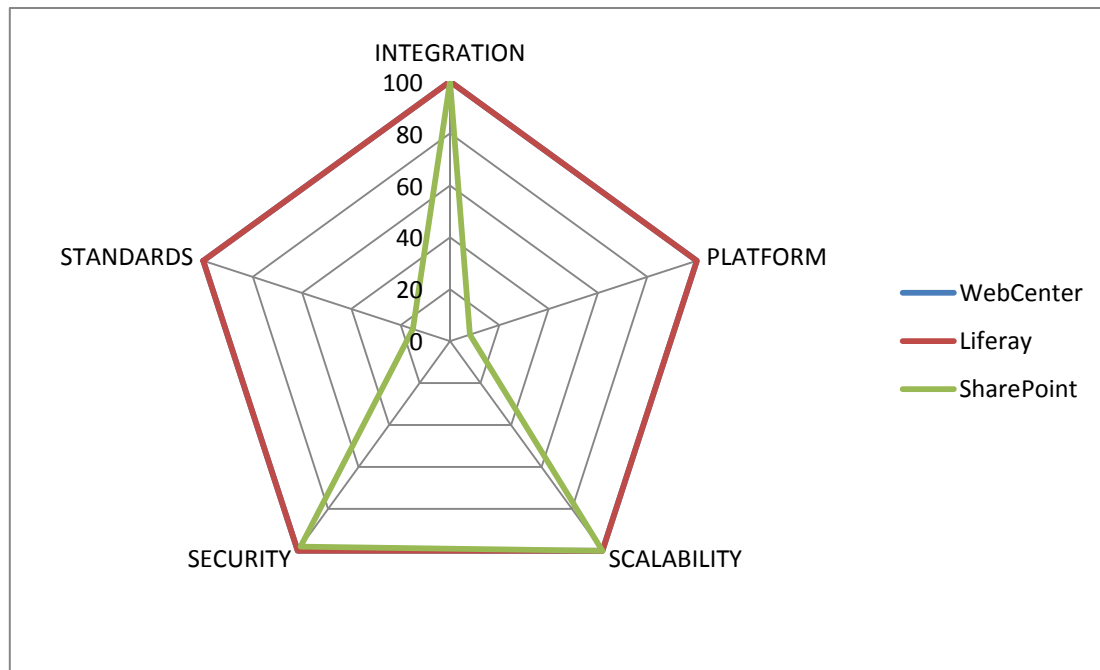 INTEGRATION
100
80
60
40
20
0
STANDARDS
PLATFORM
SECURITY
SCALABILITY
WebCenter
Liferay
SharePoint